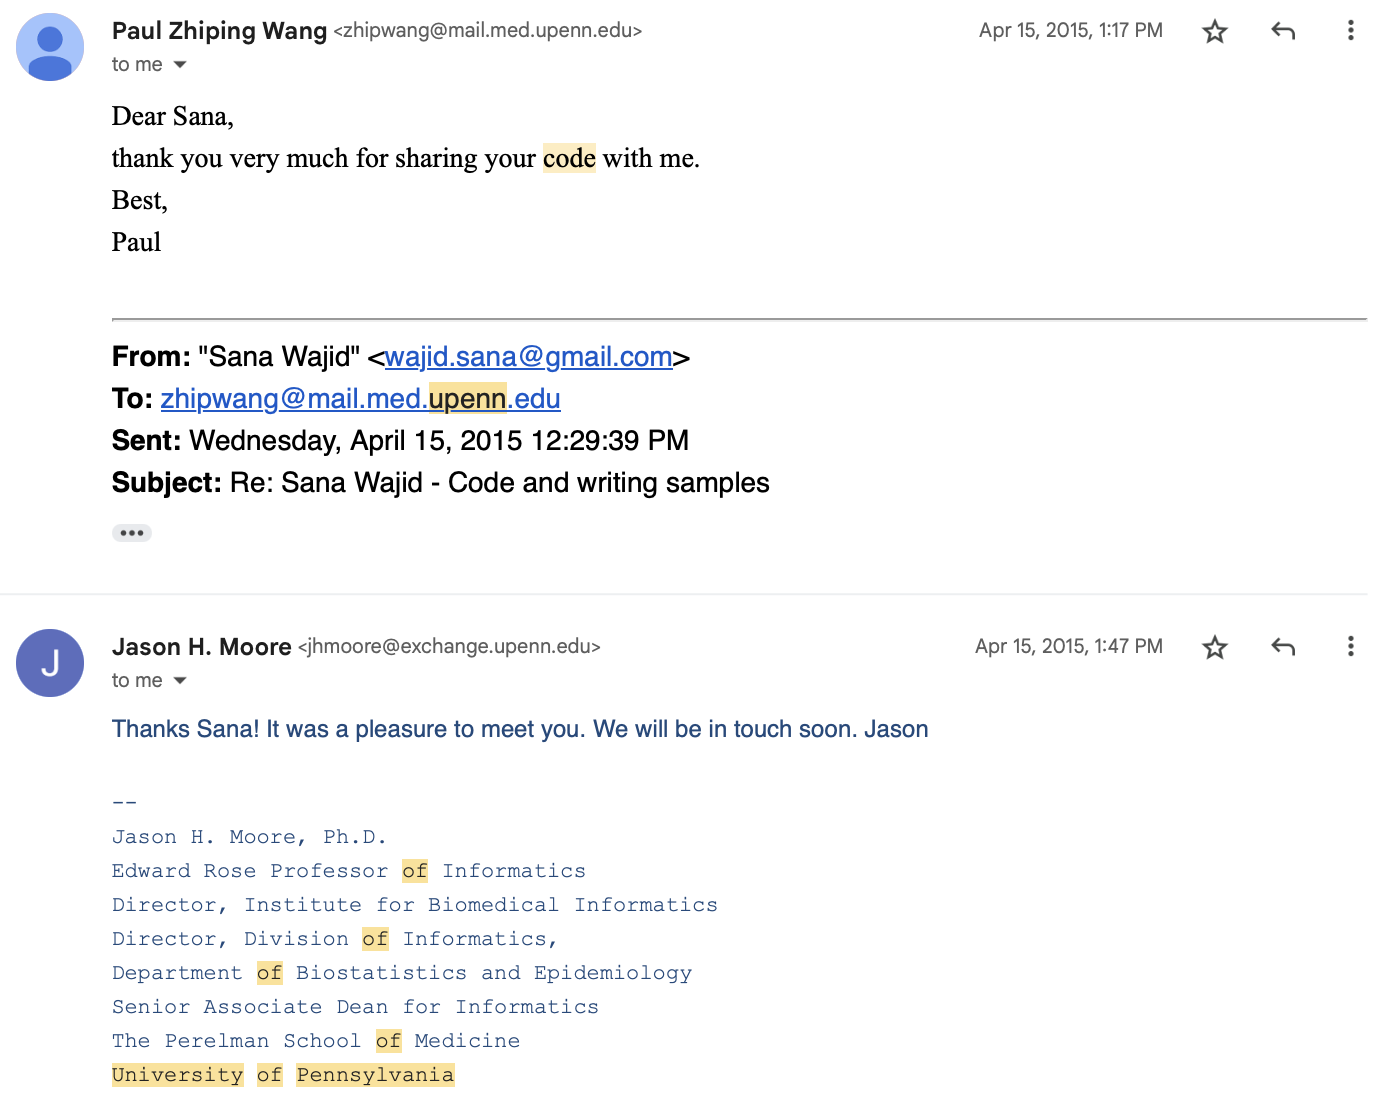 Paul Zhiping Wang <zhipwang@mail.med.upenn.edu> Apr 15, 2015, 1:17 PM
to me
Dear Sana,
thank you very much for sharing your code with me.
Best,
Paul
From: "Sana Wajid" <wajid.sana@gmail.com>
To: zhipwang@mail.med.upenn.edu
Sent: Wednesday, April 15, 2015 12:29:39 PM
Subject: Re: Sana Wajid - Code and writing samples
J
Jason H. Moore <jhmoore@exchange.upenn.edu> Apr 15, 2015, 1:47 PM
to me
Thanks Sana! It was a pleasure to meet you. We will be in touch soon. Jason
--
Jason H. Moore, Ph.D.
Edward Rose Professor of Informatics
Director, Institute for Biomedical Informatics
Director, Division of Informatics,
Department of Biostatistics and Epidemiology
Senior Associate Dean for Informatics
The Perelman School of Medicine
University of Pennsylvania